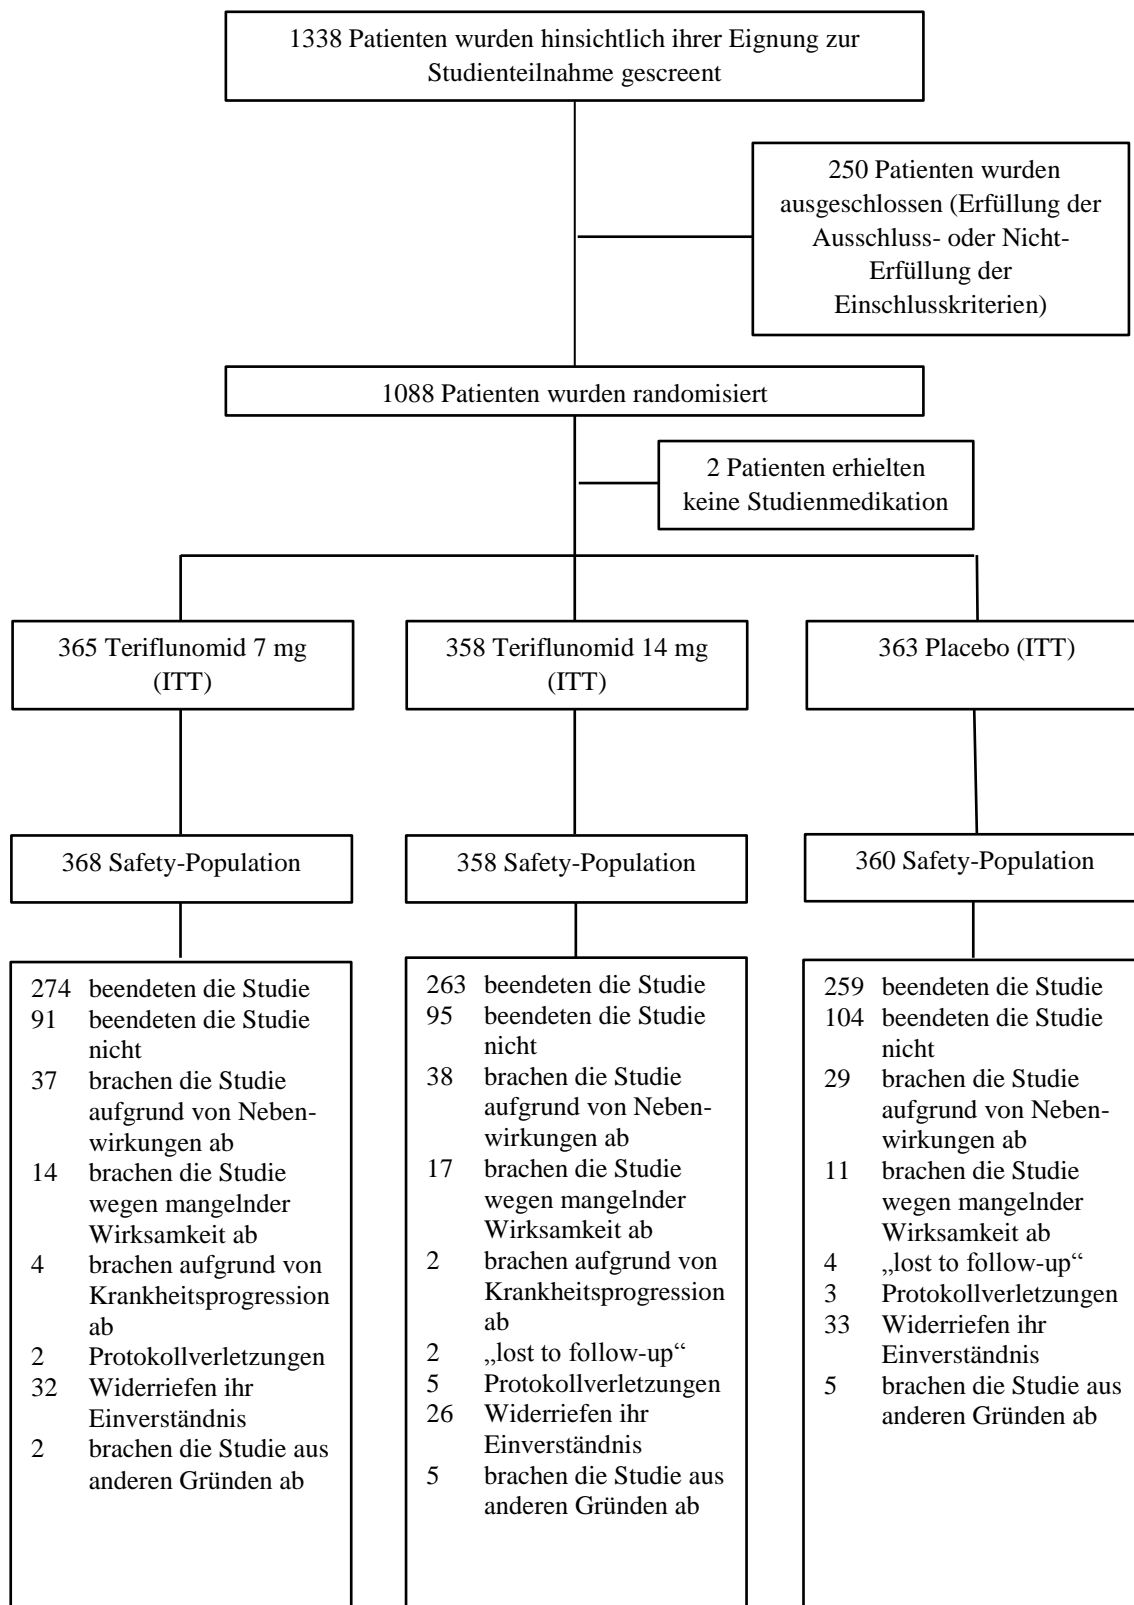 1338 Patienten wurden hinsichtlich ihrer Eignung zur
Studienteilnahme gescreent
250 Patienten wurden
ausgeschlossen (Erfüllung der
Ausschluss- oder Nicht-
Erfüllung der
Einschlusskriterien)
1088 Patienten wurden randomisiert
2 Patienten erhielten
keine Studienmedikation
365 Teriflunomid 7 mg
(ITT)
358 Teriflunomid 14 mg
(ITT)
363 Placebo (ITT)
368 Safety-Population
358 Safety-Population
360 Safety-Population
274 beendeten die Studie
91 beendeten die Studie
nicht
37 brachen die Studie
aufgrund von Neben-
wirkungen ab
14 brachen die Studie
wegen mangelnder
Wirksamkeit ab
4 brachen aufgrund von
Krankheitsprogression
ab
2 Protokollverletzungen
32 Widerriefen ihr
Einverständnis
2 brachen die Studie aus
anderen Gründen ab
263 beendeten die Studie
95 beendeten die Studie
nicht
38 brachen die Studie
aufgrund von Neben-
wirkungen ab
17 brachen die Studie
wegen mangelnder
Wirksamkeit ab
2 brachen aufgrund von
Krankheitsprogression
ab
2 „lost to follow-up“
5 Protokollverletzungen
26 Widerriefen ihr
Einverständnis
5 brachen die Studie aus
anderen Gründen ab
259 beendeten die Studie
104 beendeten die Studie
nicht
29 brachen die Studie
aufgrund von Neben-
wirkungen ab
11 brachen die Studie
wegen mangelnder
Wirksamkeit ab
4 „lost to follow-up“
3 Protokollverletzungen
33 Widerriefen ihr
Einverständnis
5 brachen die Studie aus
anderen Gründen ab